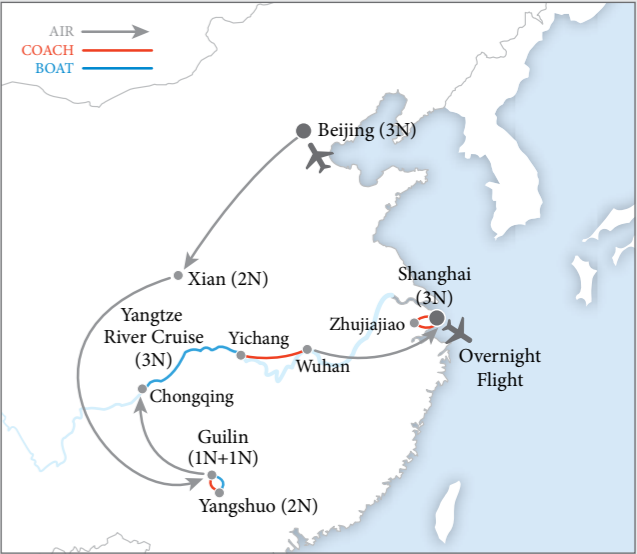 AIR
COACH
BOAT
Beijing (3N)
Xian (2N)
Shanghai
(3N)
Zhujiajiao
Yangtze
River Cruise
(3N)
Yichang
Wuhan
Overnight
Flight
Chongqing
Guilin
(1N+1N)
Yangshuo (2N)